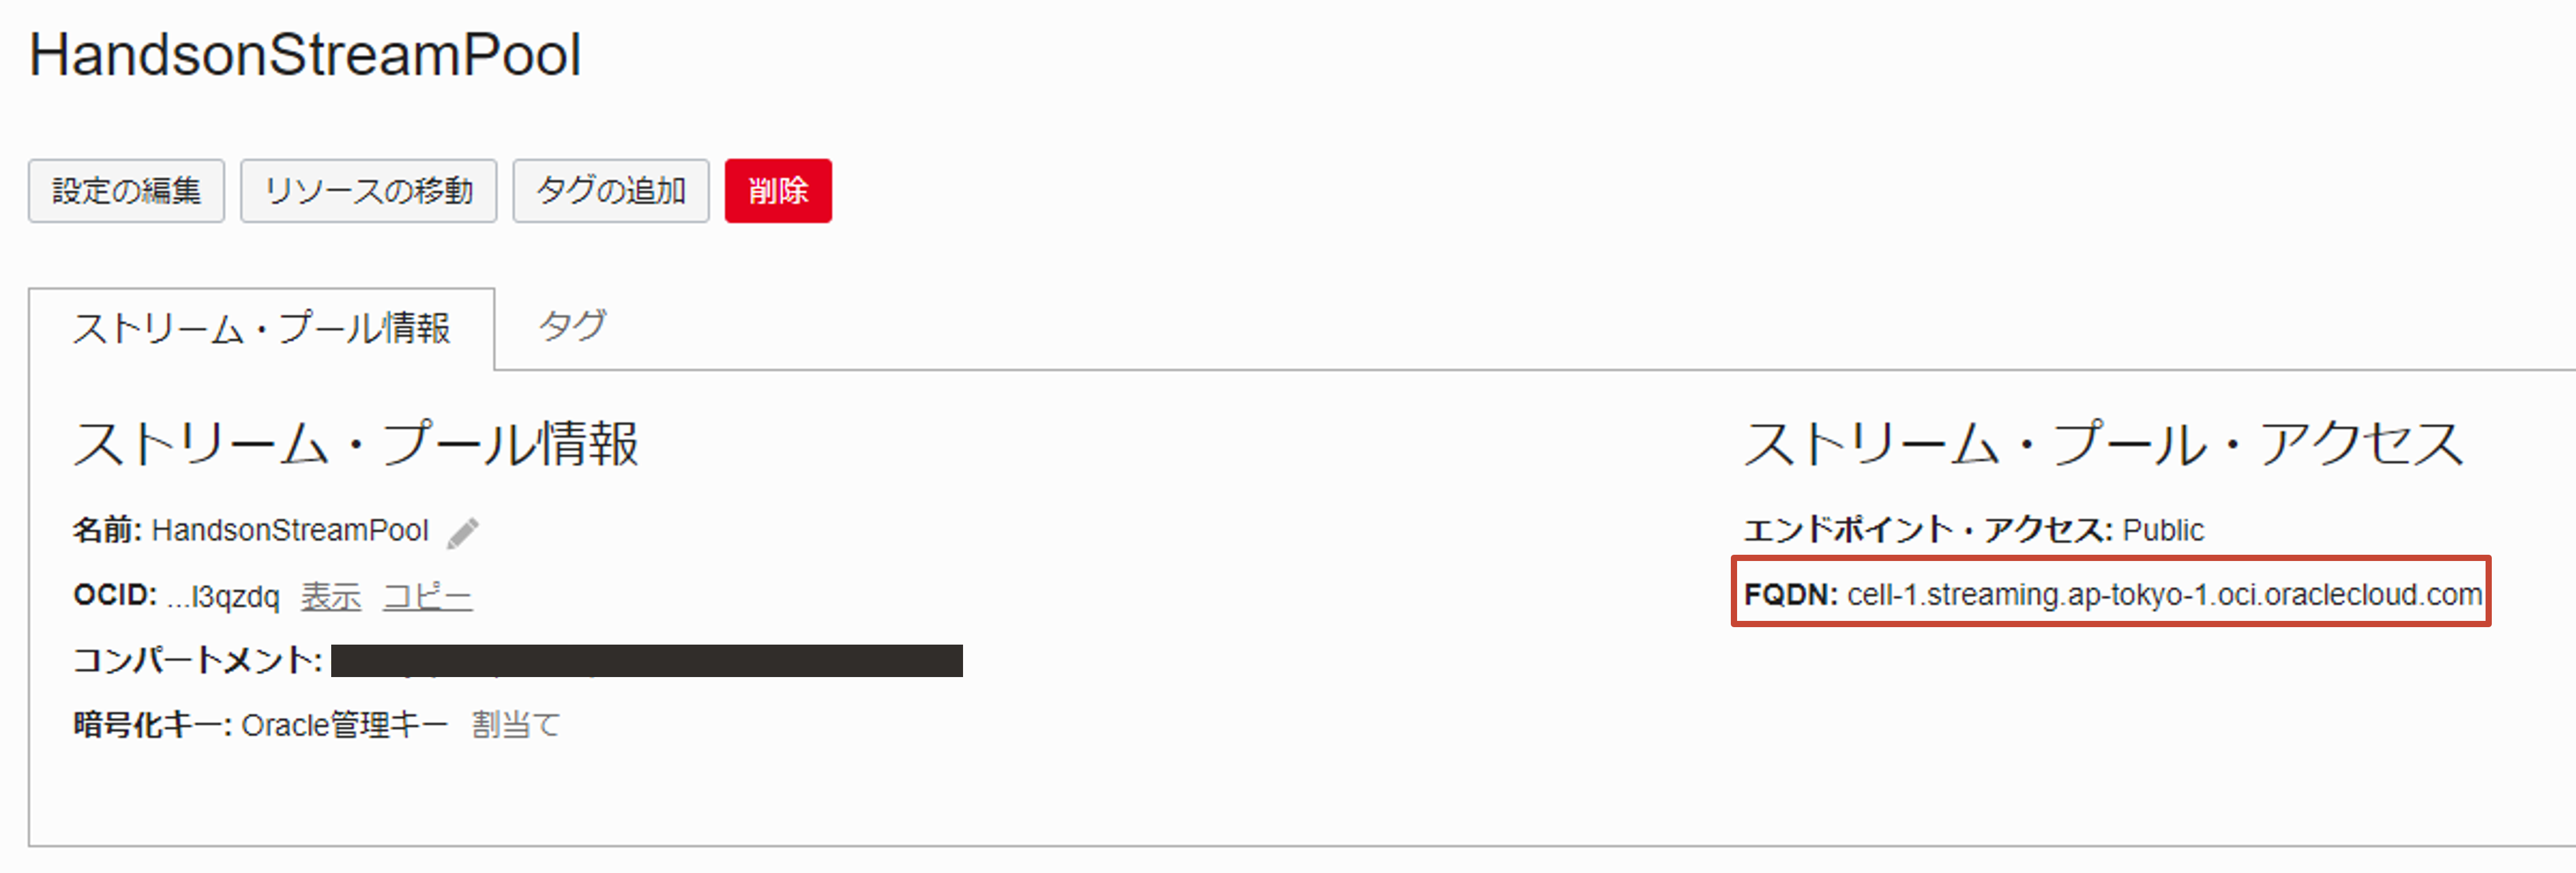 HandsonStreamPool
設定の編集 リソースの移動 タグの追加 削除
ストリーム・プール情報 タグ
ストリーム・プール情報
名前: HandsonStreamPool
OCID: ...l3qzdq 表示 コピー
コンパートメント:
暗号化キー: Oracle管理キー 割当て
ストリーム・プール・アクセス
エンドポイント・アクセス: Public
FQDN: cell-1.streaming.ap-tokyo-1.oci.oraclecloud.com